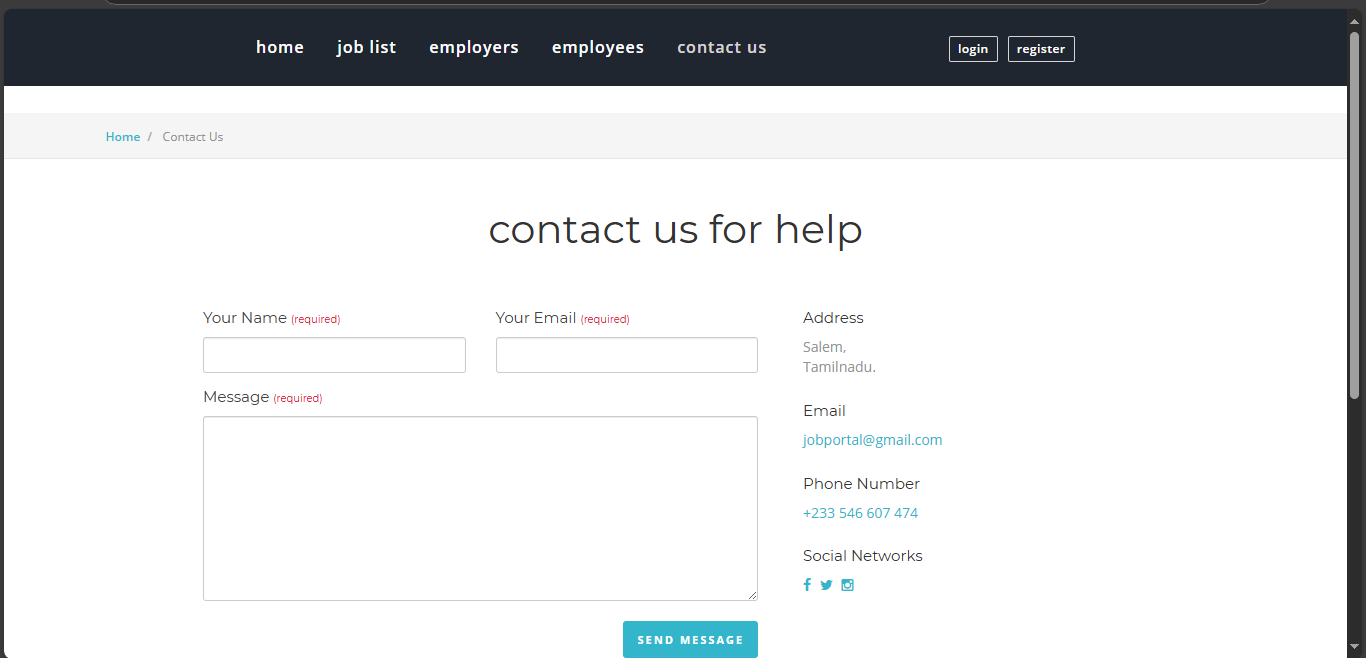 home job list employers employees contact us login register
Home / Contact Us
contact us for help
Your Name (required) Your Email (required)
Message (required)
SEND MESSAGE
Address
Salem,
Tamilnadu.
Email
jobportal@gmail.com
Phone Number
+233 546 607 474
Social Networks